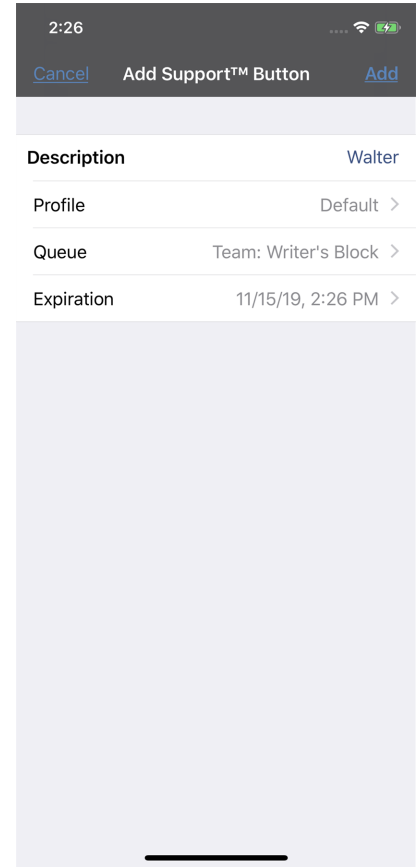 2:26
Cancel Add Support™ Button Add
Description Walter
Profile Default
Queue Team: Writer's Block
Expiration 11/15/19, 2:26 PM